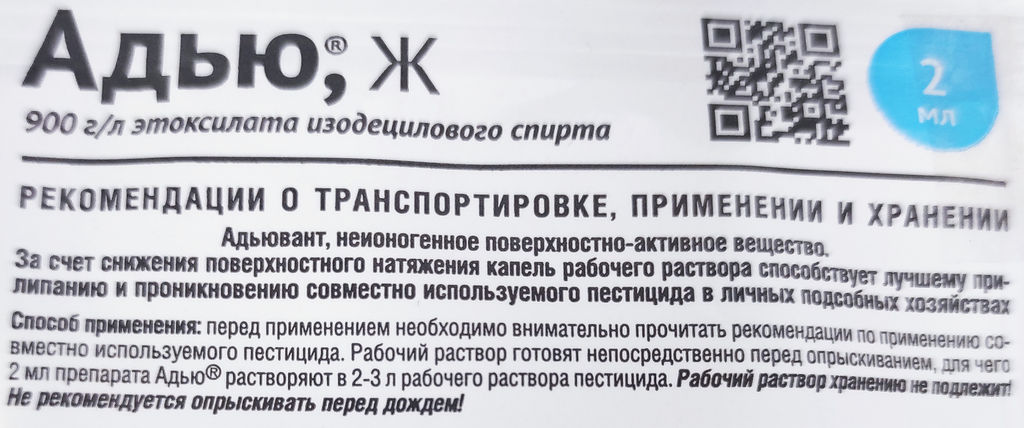 Адью®, Ж
2
мл
900 г/л этоксилата изодецилового спирта
РЕКОМЕНДАЦИИ О ТРАНСПОРТИРОВКЕ, ПРИМЕНЕНИИ И ХРАНЕНИИ
Адьювант, неионогенное поверхностно-активное вещество.
За счет снижения поверхностного натяжения капель рабочего раствора способствует лучшему при-
липанию и проникновению совместно используемого пестицида в личных подсобных хозяйствах
Способ применения: перед применением необходимо внимательно прочитать рекомендации по применению со-
вместно используемого пестицида. Рабочий раствор готовят непосредственно перед опрыскиванием, для чего
2 мл препарата Адью® растворяют в 2-3 л рабочего раствора пестицида. Рабочий раствор хранению не подлежит!
Не рекомендуется опрыскивать перед дождем!